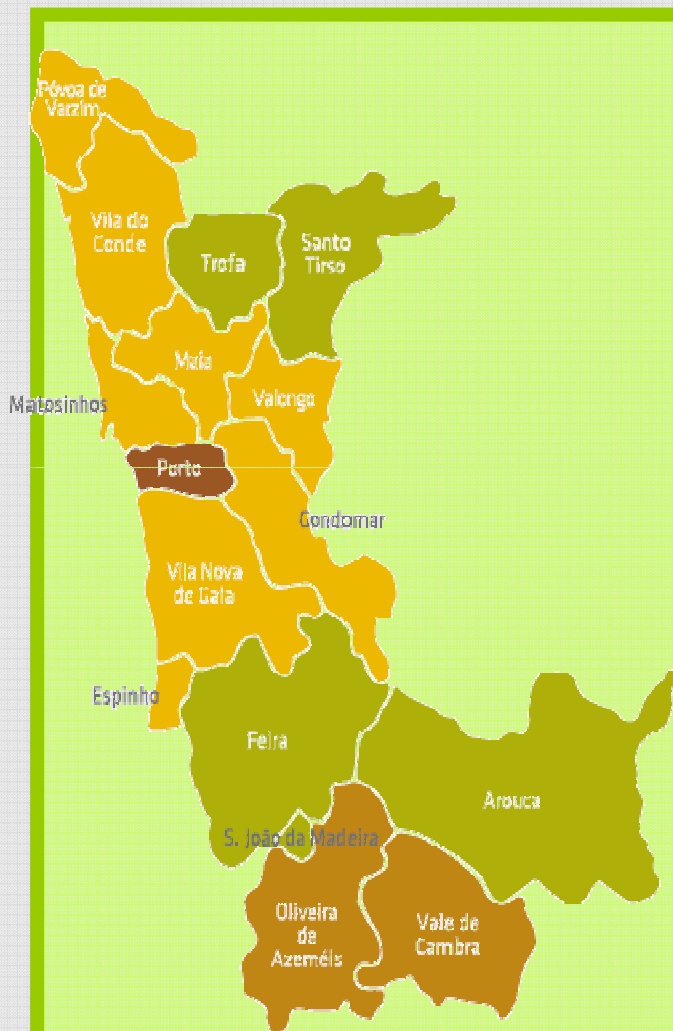 Póvoa de
Varzim
Vila do
Conde
Trofa
Santo
Tirso
Maia
Matosinhos
Valongo
Porto
Gondomar
Vila Nova
de Gaia
Espinho
Feira
Arouca
S. João da Madeira
Oliveira
de
Azeméis
Vale de
Cambra